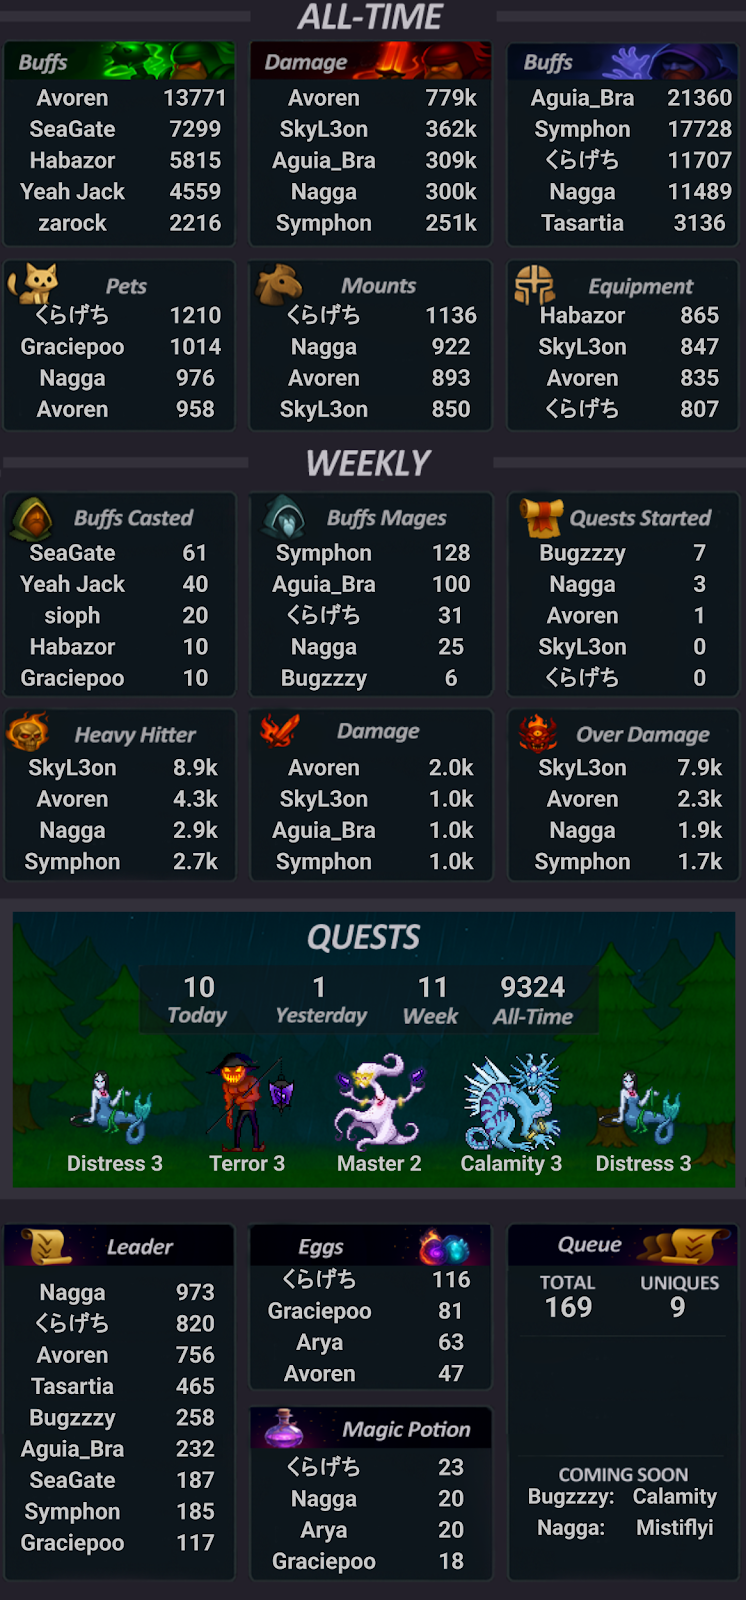 ALL-TIME
Buffs
Avoren 13771
SeaGate 7299
Habazor 5815
Yeah Jack 4559
zarock 2216
Damage
Avoren 779k
SkyL3on 362k
Aguia_Bra 309k
Nagga 300k
Symphon 251k
Buffs
Aguia_Bra 21360
Symphon 17728
くらげち 11707
Nagga 11489
Tasartia 3136
Pets
くらげち 1210
Graciepoo 1014
Nagga 976
Avoren 958
Mounts
くらげち 1136
Nagga 922
Avoren 893
SkyL3on 850
Equipment
Habazor 865
SkyL3on 847
Avoren 835
くらげち 807
WEEKLY
Buffs Casted
SeaGate 61
Yeah Jack 40
sioph 20
Habazor 10
Graciepoo 10
Buffs Mages
Symphon 128
Aguia_Bra 100
くらげち 31
Nagga 25
Bugzzzy 6
Quests Started
Bugzzzy 7
Nagga 3
Avoren 1
SkyL3on 0
くらげち 0
Heavy Hitter
SkyL3on 8.9k
Avoren 4.3k
Nagga 2.9k
Symphon 2.7k
Damage
Avoren 2.0k
SkyL3on 1.0k
Aguia_Bra 1.0k
Symphon 1.0k
Over Damage
SkyL3on 7.9k
Avoren 2.3k
Nagga 1.9k
Symphon 1.7k
QUESTS
10 1 11 9324
Today Yesterday Week All-Time
Distress 3 Terror 3 Master 2 Calamity 3 Distress 3
Leader
Nagga 973
くらげち 820
Avoren 756
Tasartia 465
Bugzzzy 258
Aguia_Bra 232
SeaGate 187
Symphon 185
Graciepoo 117
Eggs
くらげち 116
Graciepoo 81
Arya 63
Avoren 47
Magic Potion
くらげち 23
Nagga 20
Arya 20
Graciepoo 18
Queue
TOTAL UNIQUES
169 9
COMING SOON
Bugzzzy: Calamity
Nagga: Mistiflyi